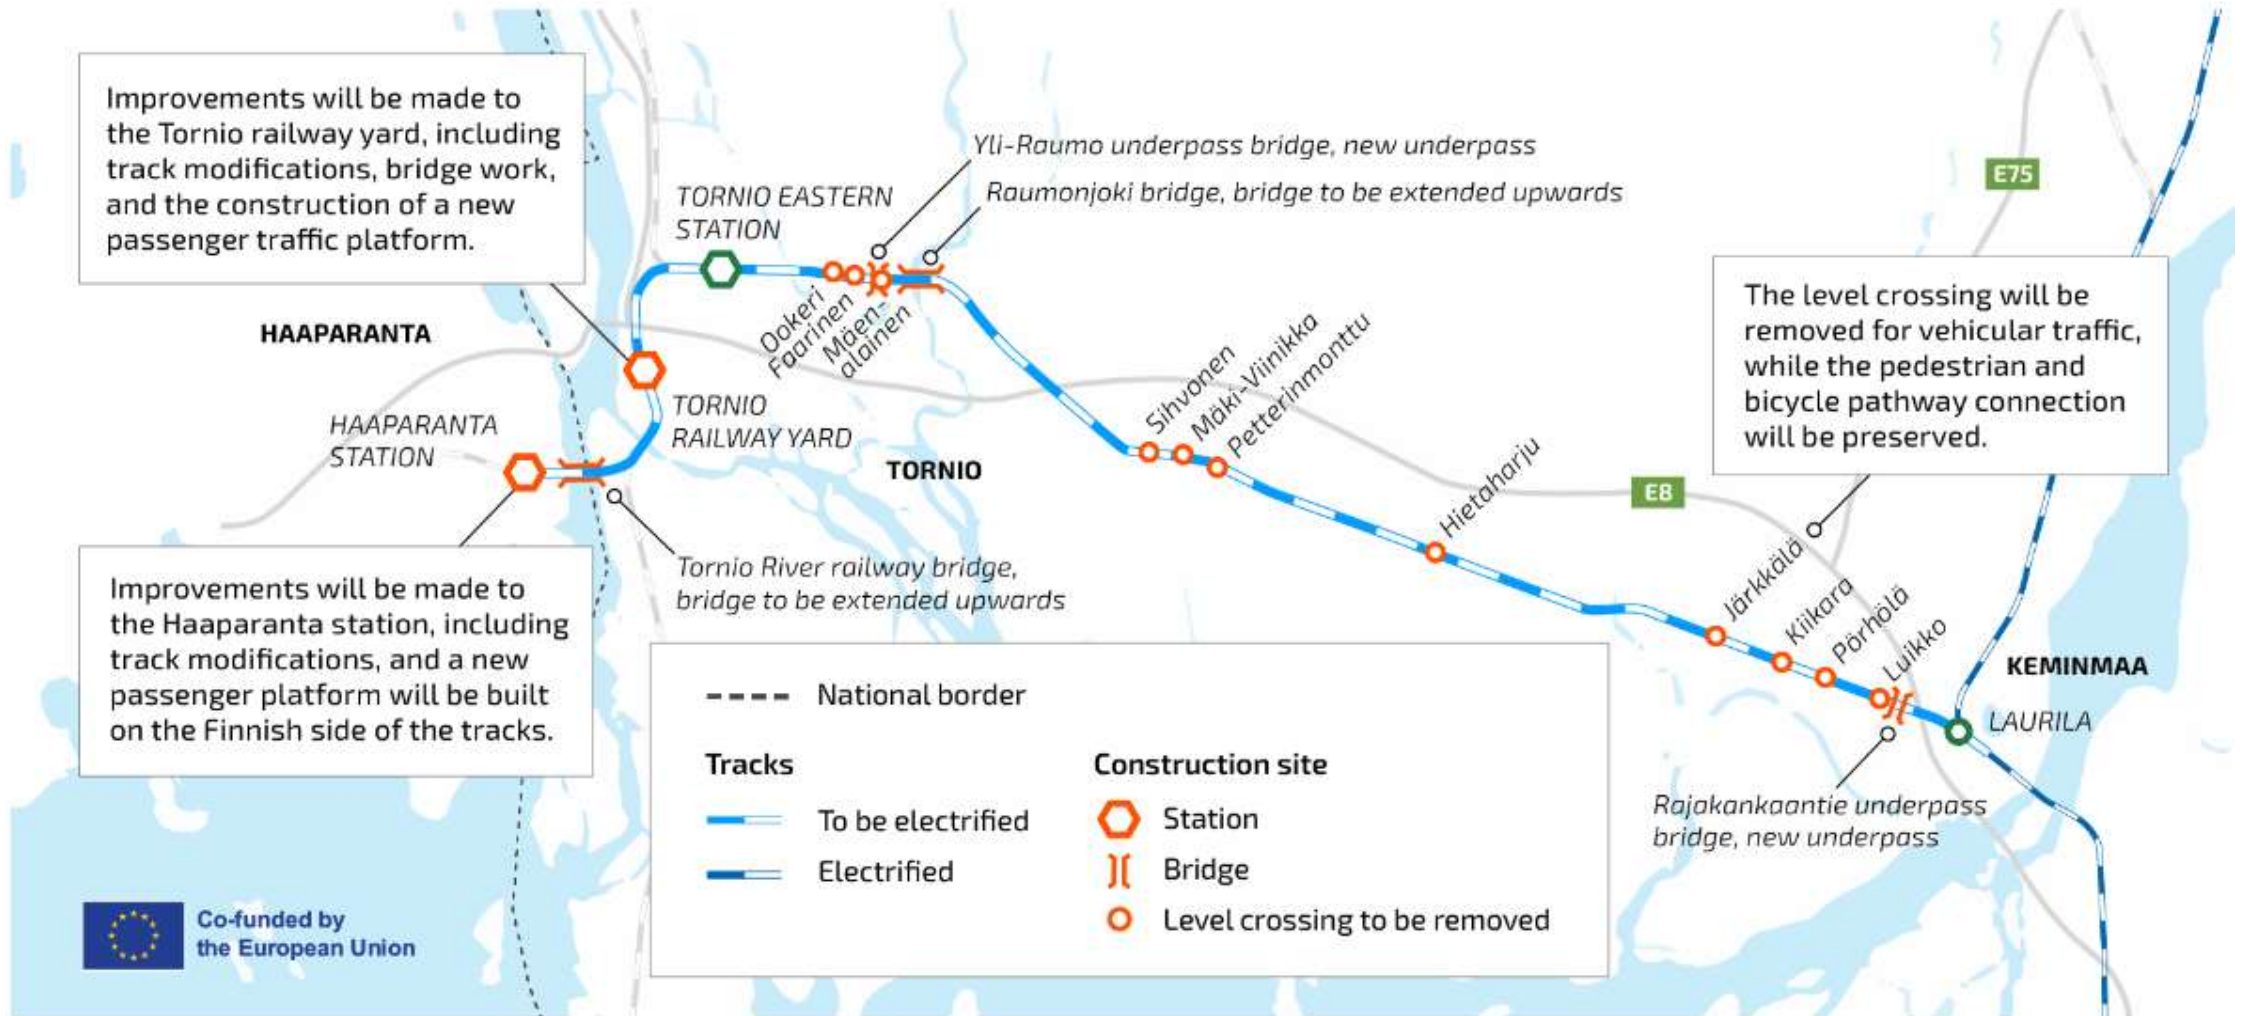 Improvements will be made to
the Tornio railway yard, including
track modifications, bridge work,
and the construction of a new
passenger traffic platform.
Yli-Raumo underpass bridge, new underpass
Raumonjoki bridge, bridge to be extended upwards
E75
TORNIO EASTERN
STATION
The level crossing will be
removed for vehicular traffic,
while the pedestrian and
bicycle pathway connection
will be preserved.
HAAPARANTA
Ookeri
Faarinen
Mäen-
alainen
Sihvonen
Mäki-Viinikka
Petterinmonttu
HAAPARANTA
STATION
TORNIO
RAILWAY YARD
TORNIO
Hietaharju
E8
Tornio River railway bridge,
bridge to be extended upwards
Järkkälä
Kiikara
Pörhölä
Luikko
KEMINMAA
LAURILA
Improvements will be made to
the Haaparanta station, including
track modifications, and a new
passenger platform will be built
on the Finnish side of the tracks.
Rajakankaantie underpass
bridge, new underpass
National border
Tracks
To be electrified
Electrified
Construction site
Station
Bridge
Level crossing to be removed
Co-funded by
the European Union